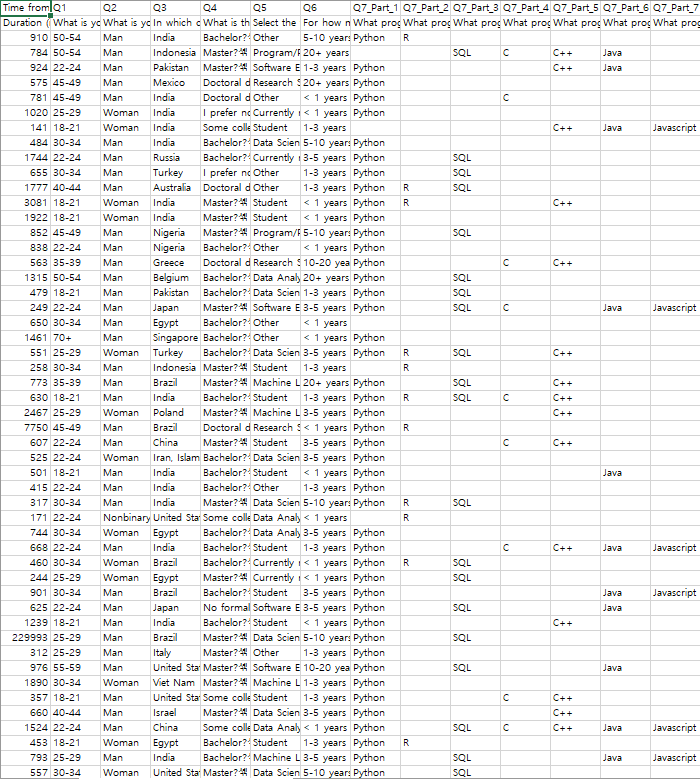 Time from Q1 Q2 Q3 Q4 Q5 Q6 Q7_Part_1 Q7_Part_2 Q7_Part_3 Q7_Part_4 Q7_Part_5 Q7_Part_6 Q7_Part_7
Duration ( What is yo What is yo In which c What is th Select the For how m What prog What prog What prog What prog What prog What prog What prog
910 50-54 Man India Bachelor? Other 5-10 years Python R
784 50-54 Man Indonesia Master?셲 Program/P 20+ years SQL C C++ Java
924 22-24 Man Pakistan Master?셲 Software E 1-3 years Python C++ Java
575 45-49 Man Mexico Doctoral d Research S 20+ years Python
781 45-49 Man India Doctoral d Other < 1 years Python C
1020 25-29 Woman India I prefer no Currently r < 1 years Python
141 18-21 Woman India Some colle Student 1-3 years C++ Java Javascript
484 30-34 Man India Bachelor? Data Scien 5-10 years Python
1744 22-24 Man Russia Bachelor? Currently r 3-5 years Python SQL
655 30-34 Man Turkey I prefer no Other 1-3 years Python SQL
1777 40-44 Man Australia Doctoral d Other 1-3 years Python R SQL
3081 18-21 Woman India Master?셲 Student < 1 years Python R C++
1922 18-21 Woman India Master?셲 Student < 1 years Python
852 45-49 Man Nigeria Master?셲 Program/P 5-10 years Python SQL
838 22-24 Man Nigeria Bachelor? Other < 1 years Python
563 35-39 Man Greece Doctoral d Research S 10-20 yea Python C C++
1315 50-54 Man Belgium Bachelor? Data Analy 20+ years Python SQL
479 18-21 Man Pakistan Bachelor? Data Scien 1-3 years Python SQL
249 22-24 Man Japan Master?셲 Software E 3-5 years Python SQL C Java Javascript
650 30-34 Man Egypt Bachelor? Other < 1 years
1461 70+ Man Singapore Bachelor? Other < 1 years Python
551 25-29 Woman Turkey Bachelor? Data Scien 3-5 years Python R SQL C++
258 30-34 Man Indonesia Master?셲 Student 1-3 years R
773 35-39 Man Brazil Master?셲 Machine L 20+ years Python SQL C++
630 18-21 Man India Bachelor? Student 1-3 years Python R SQL C C++
2467 25-29 Woman Poland Master?셲 Machine L 3-5 years Python C++
7750 45-49 Man Brazil Doctoral d Research S < 1 years Python R
607 22-24 Man China Master?셲 Student 3-5 years Python C C++
525 22-24 Woman Iran, Islam Bachelor? Data Scien 3-5 years Python
501 18-21 Man India Bachelor? Student < 1 years Python Java
415 22-24 Man India Bachelor? Other 1-3 years Python
317 30-34 Man India Master?셲 Data Scien 5-10 years Python R SQL
171 22-24 Nonbinary United Sta Some colle Data Analy < 1 years R
744 30-34 Woman Egypt Bachelor? Data Analy 3-5 years Python
668 22-24 Man India Bachelor? Student 1-3 years Python C C++ Java Javascript
460 30-34 Woman Brazil Bachelor? Currently r < 1 years Python R SQL
244 25-29 Woman Egypt Master?셲 Currently r < 1 years Python SQL
901 30-34 Man Brazil Bachelor? Student 3-5 years Python Java Javascript
625 22-24 Man Japan No formal Software E 3-5 years Python SQL Java
1239 18-21 Man India Bachelor? Student < 1 years Python C++
229993 25-29 Man Brazil Master?셲 Data Scien 5-10 years Python SQL
312 25-29 Man Italy Master?셲 Other 1-3 years Python
976 55-59 Man United Sta Master?셲 Software E 10-20 yea Python SQL Java
1890 30-34 Woman Viet Nam Master?셲 Machine L 1-3 years Python
357 18-21 Man United Sta Some colle Student 1-3 years Python C C++
660 40-44 Man Israel Master?셲 Data Scien 3-5 years Python C++
1524 22-24 Man China Some colle Data Analy < 1 years Python SQL C C++ Java Javascript
453 18-21 Woman Egypt Bachelor? Student 1-3 years Python R
793 25-29 Man India Bachelor? Machine L 3-5 years Python SQL Java Javascript
557 30-34 Woman United Sta Master?셲 Data Scien 5-10 years Python SQL